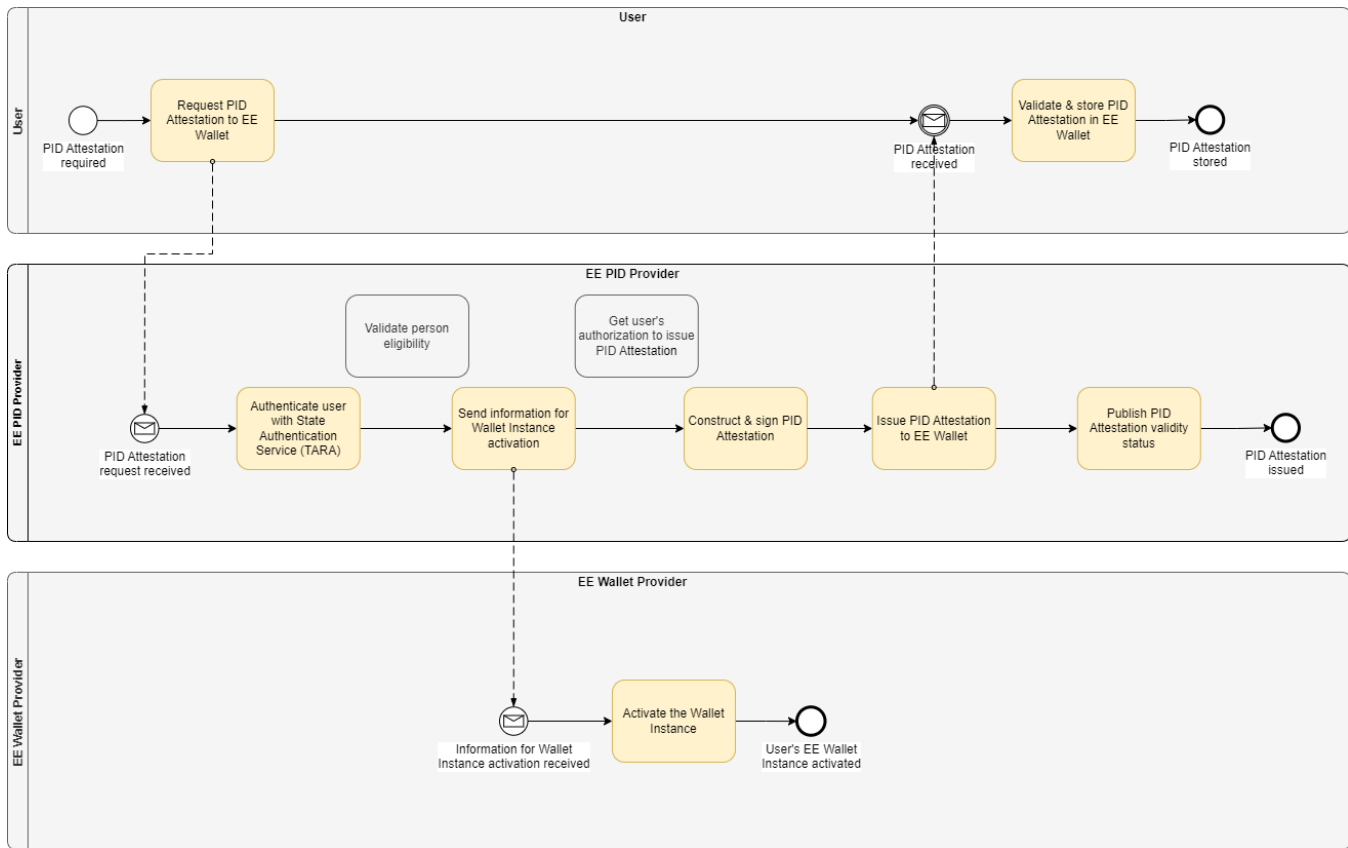 User
User
Request PID
Attestation to EE
Wallet
Validate & store PID
Attestation in EE
Wallet
PID Attestation
required
PID Attestation
received
PID Attestation
stored
EE PID Provider
EE PID Provider
Validate person
eligibility
Get user's
authorization to issue
PID Attestation
Authenticate user
with State
Authentication
Service (TARA)
Send information for
Wallet Instance
activation
Construct & sign PID
Attestation
Issue PID Attestation
to EE Wallet
Publish PID
Attestation validity
status
PID Attestation
request received
PID Attestation
issued
EE Wallet Provider
EE Wallet Provider
Activate the Wallet
Instance
Information for Wallet
Instance activation received
User's EE Wallet
Instance activated